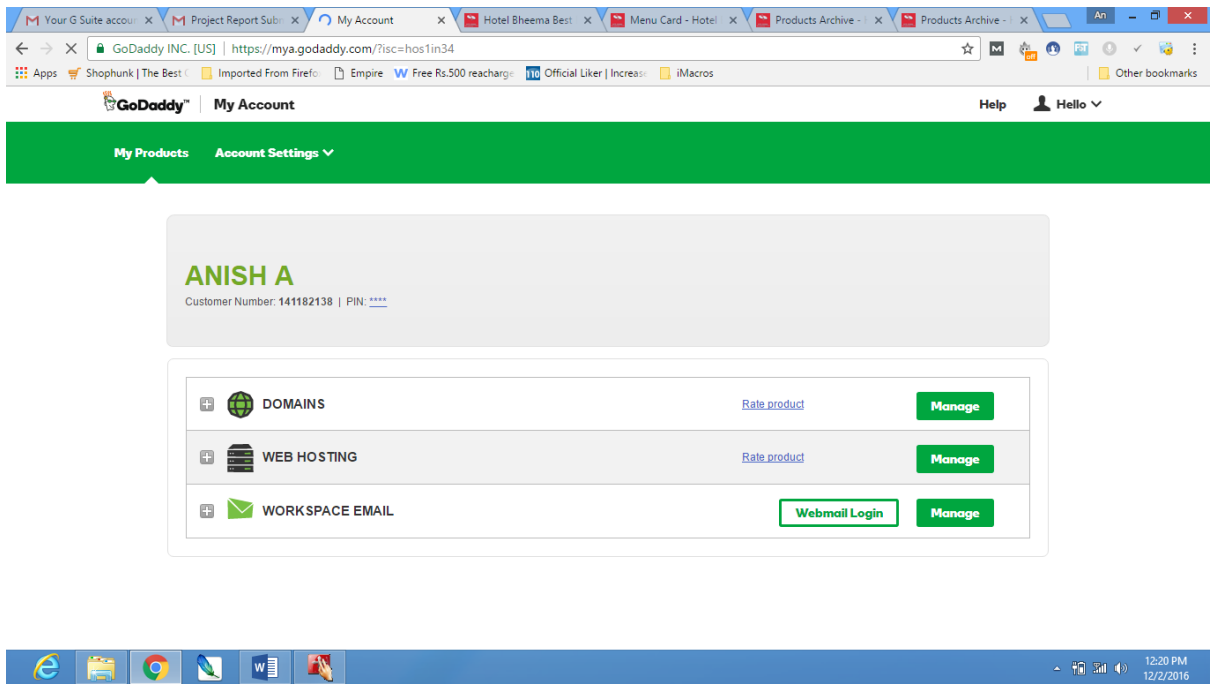 Your G Suite accoun
Project Report Subm
My Account
Hotel Bheema Best
Menu Card - Hotel
Products Archive -
Products Archive -
An
GoDaddy INC. [US] | https://mya.godaddy.com/?isc=hos1in34
Apps
Shophunk | The Best
Imported From Firefo
Empire
W Free Rs.500 reacharge
Official Liker | Increase
iMacros
Other bookmarks
GoDaddy™ My Account
Help
Hello
My Products
Account Settings
ANISH A
Customer Number: 141182138 | PIN: ****
DOMAINS
Rate product
Manage
WEB HOSTING
Rate product
Manage
WORKSPACE EMAIL
Webmail Login
Manage
12:20 PM
12/2/2016